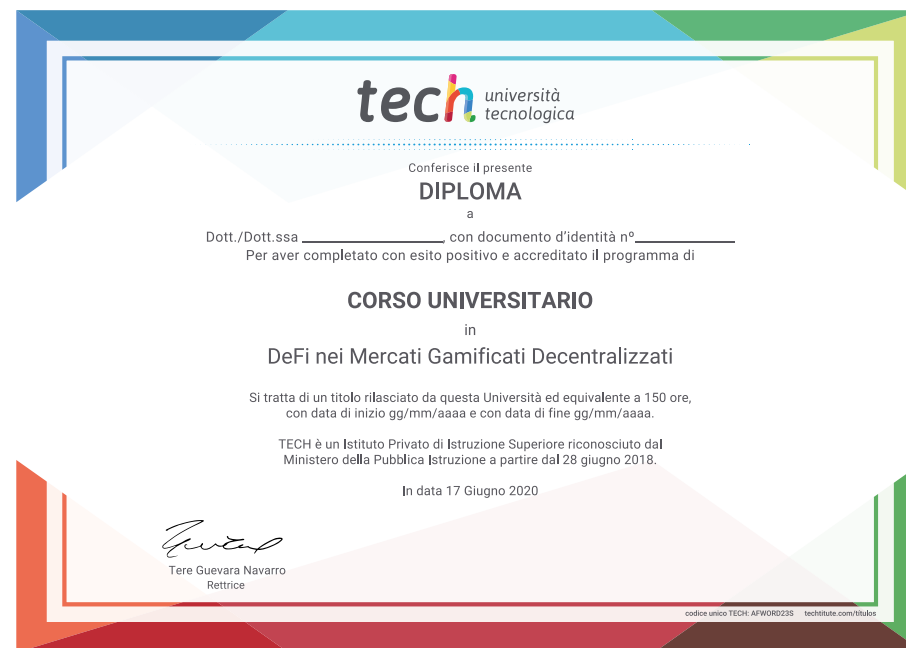 tech università
tecnologica
Conferisce il presente
DIPLOMA
a
Dott./Dott.ssa ____________________, con documento d'identità nº______________
Per aver completato con esito positivo e accreditato il programma di
CORSO UNIVERSITARIO
in
DeFi nei Mercati Gamificati Decentralizzati
Si tratta di un titolo rilasciato da questa Università ed equivalente a 150 ore,
con data di inizio gg/mm/aaaa e con data di fine gg/mm/aaaa.
TECH è un Istituto Privato di Istruzione Superiore riconosciuto dal
Ministero della Pubblica Istruzione a partire dal 28 giugno 2018.
In data 17 Giugno 2020
Tere Guevara Navarro
Rettrice
codice unico TECH: AFWORD23S techtitute.com/títulos